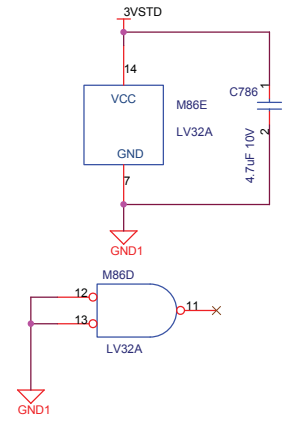 3VSTD
14
VCC
M86E
LV32A
GND
7
GND1
C786
1
2
4.7uF 10V
M86D
12
13
11
LV32A
GND1